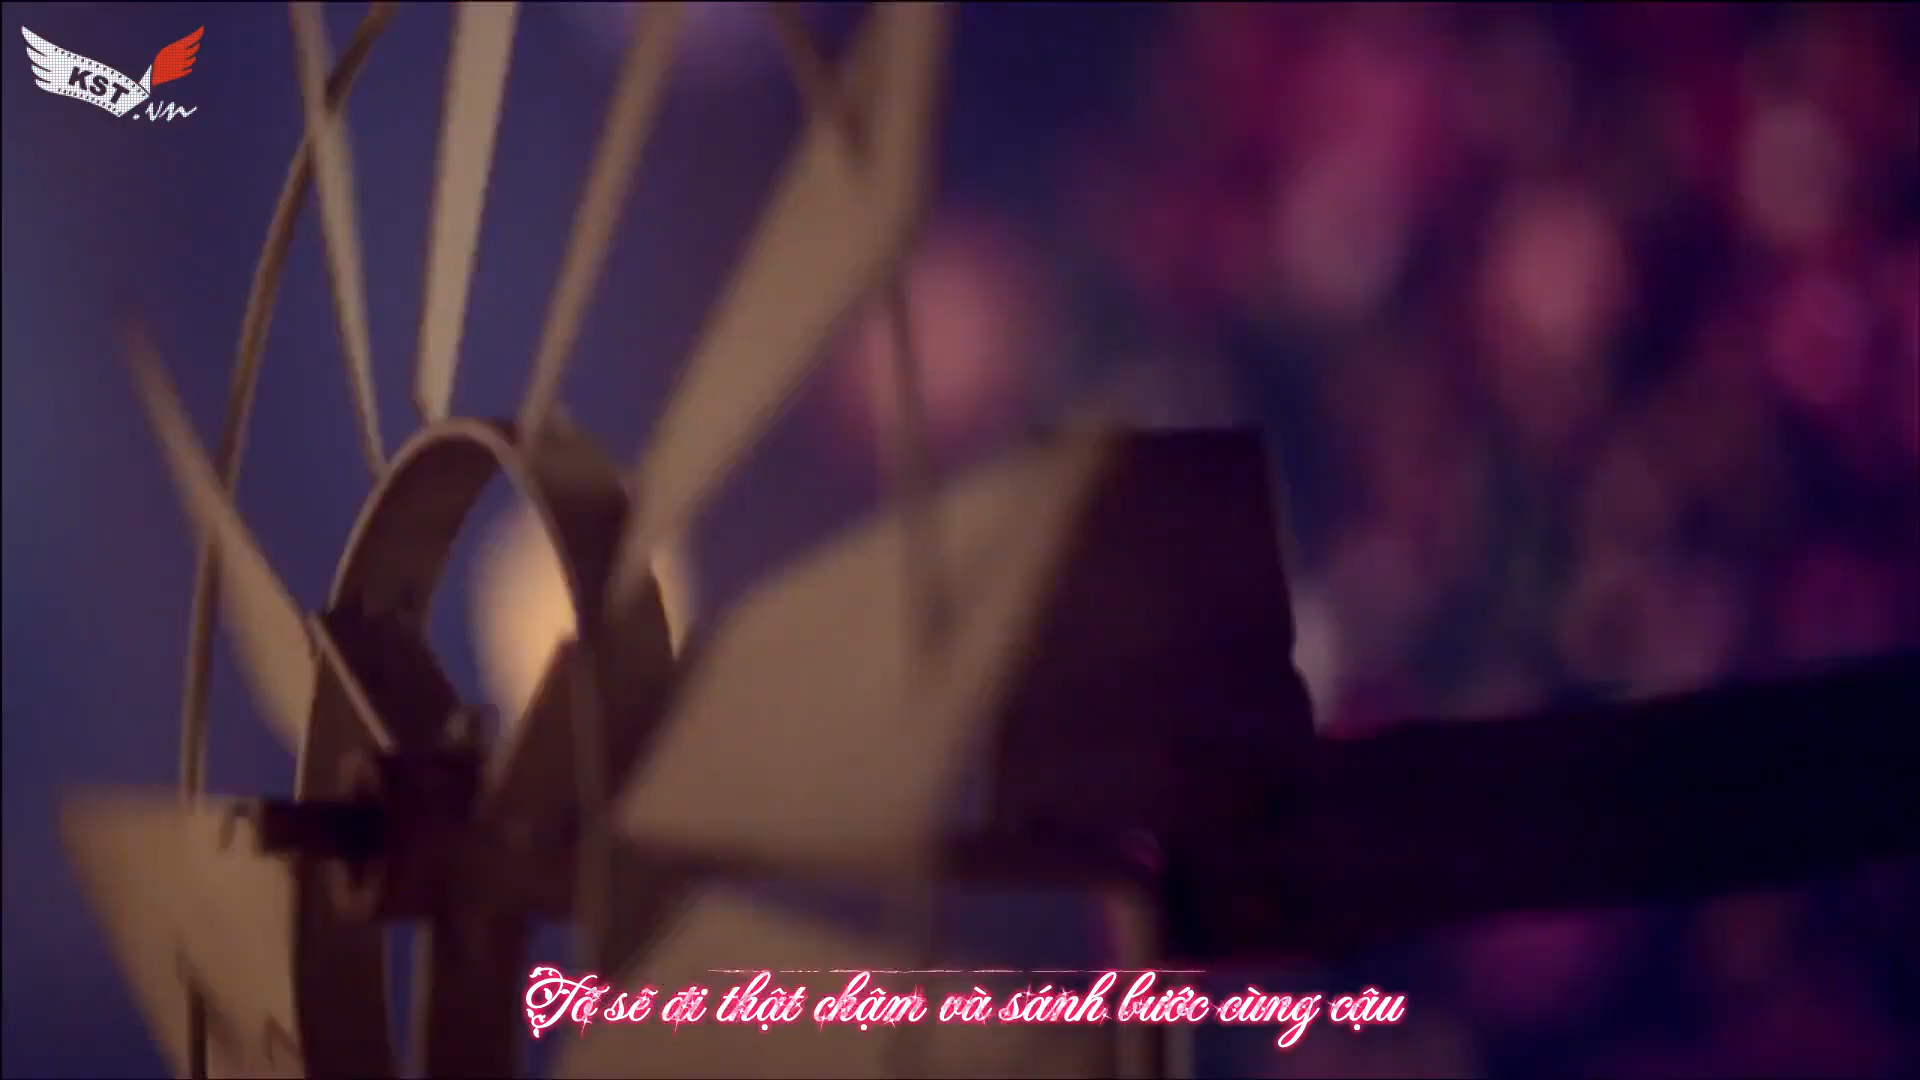 KST.vn
Tớ sẽ đi thật chậm và sánh bước cùng cậu